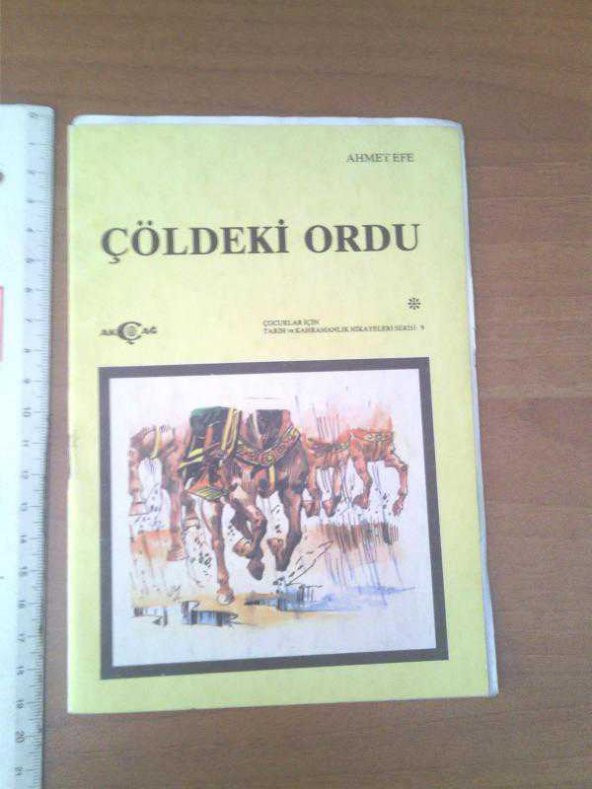 AHMET EFE
ÇÖLDEKİ ORDU
AKÇAĞ
ÇOCUKLAR İÇİN
TARİH ve KAHRAMANLIK HİKAYELERİ SERİSİ 9